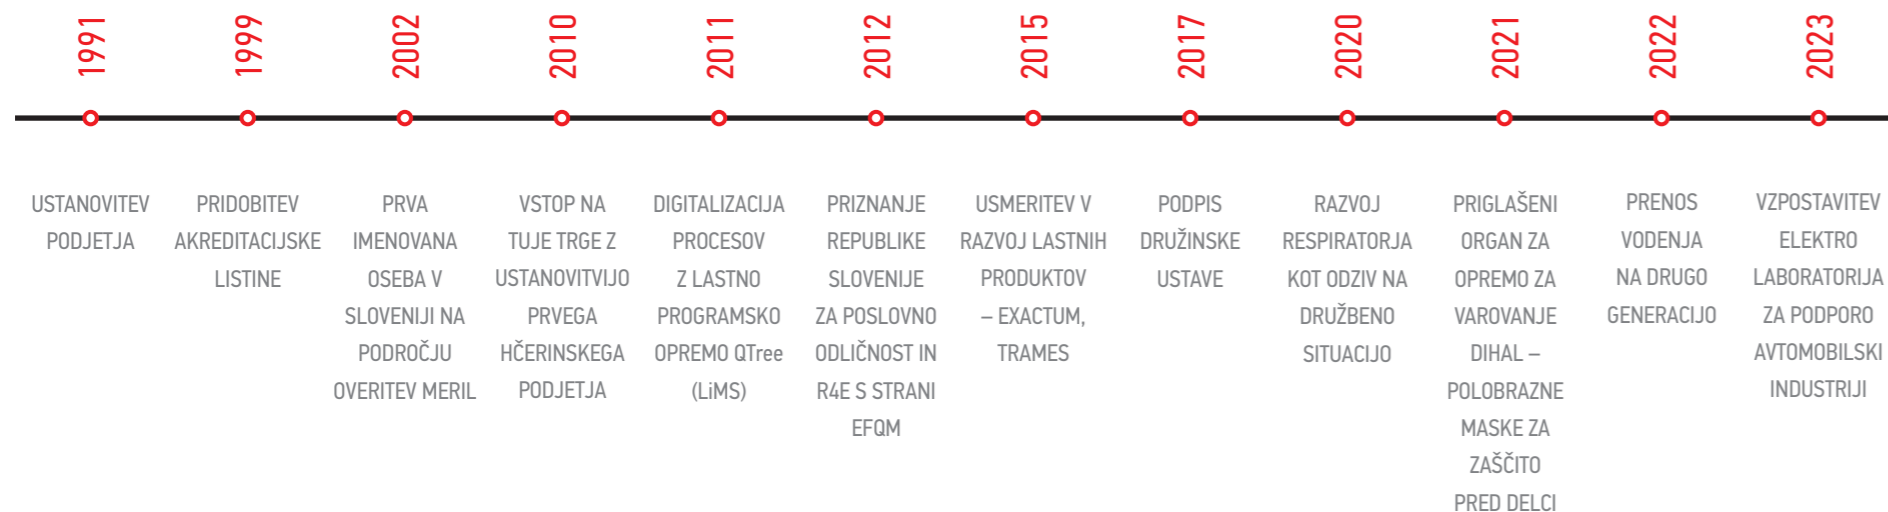 1991
USTANOVITEV
PODJETJA
1999
PRIDOBITEV
AKREDITACIJSKE
LISTINE
2002
PRVA
IMENOVANA
OSEBA V
SLOVENIJI NA
PODROČJU
OVERITEV MERIL
2010
VSTOP NA
TUJE TRGE Z
USTANOVITVIJO
PRVEGA
HČERINSKEGA
PODJETJA
2011
DIGITALIZACIJA
PROCESOV
Z LASTNO
PROGRAMSKO
OPREMO QTree
(LiMS)
2012
PRIZNANJE
REPUBLIKE
SLOVENIJE
ZA POSLOVNO
ODLIČNOST IN
R4E S STRANI
EFQM
2015
USMERITEV V
RAZVOJ LASTNIH
PRODUKTOV
– EXACTUM,
TRAMES
2017
PODPIS
DRUŽINSKE
USTAVE
2020
RAZVOJ
RESPIRATORJA
KOT ODZIV NA
DRUŽBENO
SITUACIJO
2021
PRIGLAŠENI
ORGAN ZA
OPREMO ZA
VAROVANJE
DIHAL –
POLOBRAZNE
MASKE ZA
ZAŠČITO
PRED DELCI
2022
PRENOS
VODENJA
NA DRUGO
GENERACIJO
2023
VZPOSTAVITEV
ELEKTRO
LABORATORIJA
ZA PODPORO
AVTOMOBILSKI
INDUSTRIJI